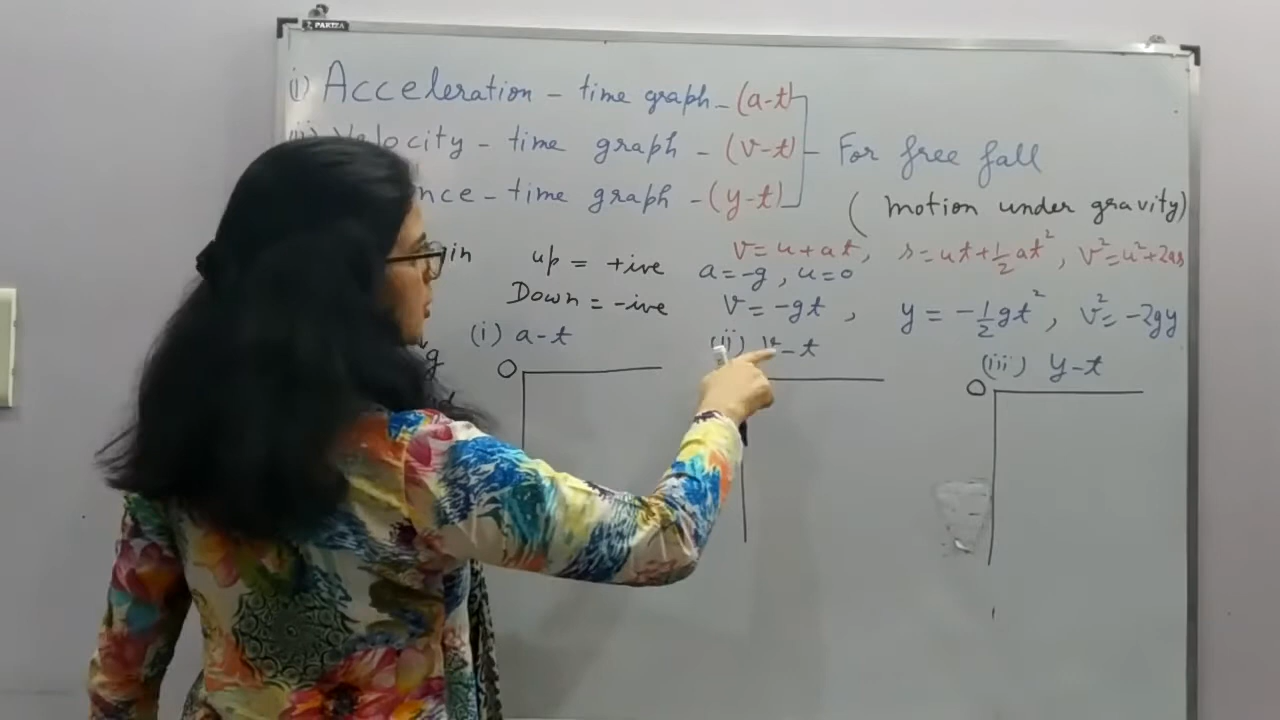 PARTEX
(i) Acceleration - time graph - (a-t)
Velocity - time graph - (v-t) - For free fall
- time graph - (y-t)
( motion under gravity)
up = +ive
v = u + at, s = ut + 1/2 at², v² = u² + 2as
a = -g, u = 0
Down = -ive
v = -gt, y = -1/2 gt², v² = -2gy
(i) a-t
(ii) v-t
(iii) y-t
g
O
O